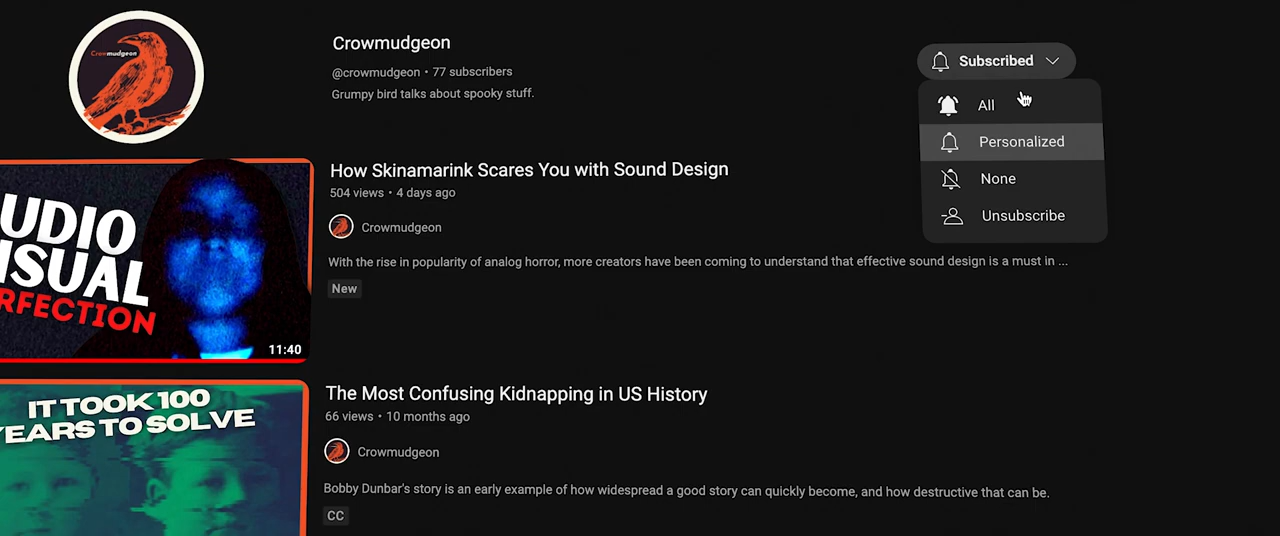 Crowmudgeon
Crowmudgeon
@crowmudgeon • 77 subscribers
Grumpy bird talks about spooky stuff.
Subscribed
All
Personalized
None
Unsubscribe
UDIO
ISUAL
RFECTION
11:40
How Skinamarink Scares You with Sound Design
504 views • 4 days ago
Crowmudgeon
With the rise in popularity of analog horror, more creators have been coming to understand that effective sound design is a must in ...
New
IT TOOK 100
YEARS TO SOLVE
The Most Confusing Kidnapping in US History
66 views • 10 months ago
Crowmudgeon
Bobby Dunbar's story is an early example of how widespread a good story can quickly become, and how destructive that can be.
CC